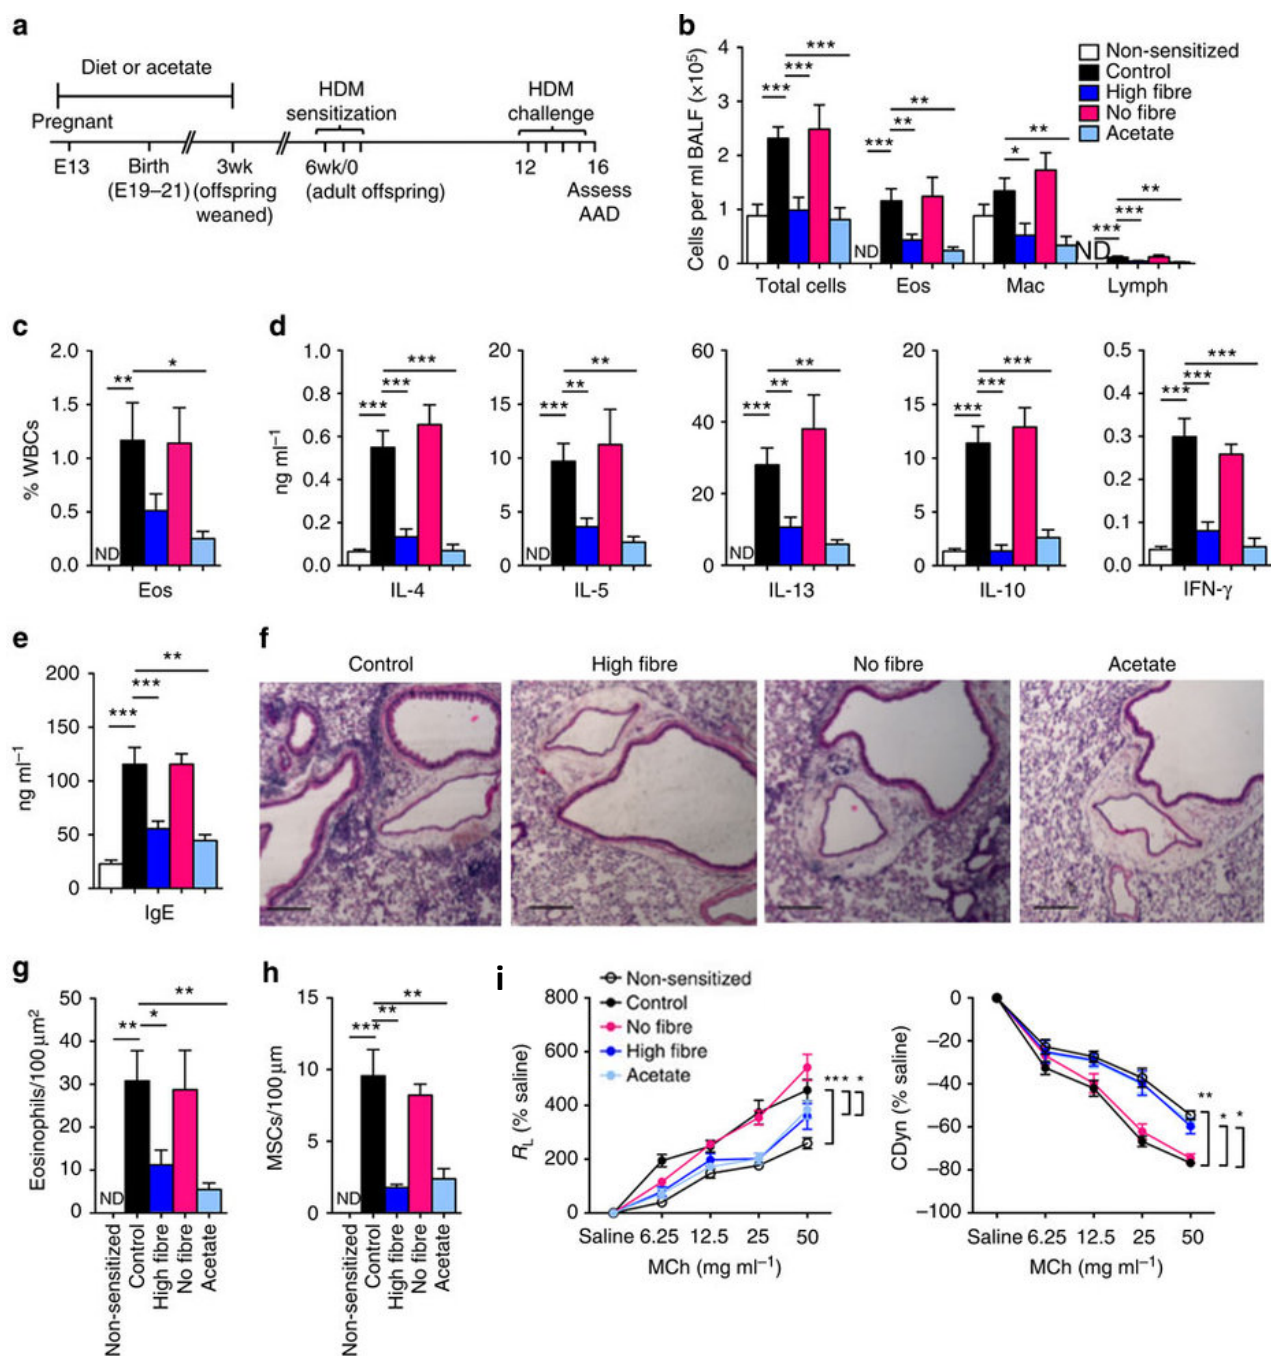 a
Diet or acetate
HDM
sensitization
HDM
challenge
Pregnant
E13
Birth
(E19–21)
3wk
(offspring
weaned)
6wk/0
(adult offspring)
12
16
Assess
AAD
b
Cells per ml BALF (×10⁵)
4
3
2
1
0
Non-sensitized
Control
High fibre
No fibre
Acetate
***
***
***
**
**
***
ND
**
*
**
***
***
ND
Total cells
Eos
Mac
Lymph
c
% WBCs
2.0
1.5
1.0
0.5
0.0
*
**
ND
Eos
d
ng ml⁻¹
1.0
0.8
0.6
0.4
0.2
0
***
***
***
IL-4
20
15
10
5
0
**
**
***
ND
IL-5
60
40
20
0
**
**
***
ND
IL-13
20
15
10
5
0
***
***
***
IL-10
0.5
0.4
0.3
0.2
0.1
0.0
***
***
***
IFN-γ
e
ng ml⁻¹
200
150
100
50
0
**
***
***
IgE
f
Control
High fibre
No fibre
Acetate
g
Eosinophils/100 µm²
50
40
30
20
10
0
**
*
**
ND
Non-sensitized
Control
High fibre
No fibre
Acetate
h
MSCs/100 µm
15
10
5
0
**
**
***
ND
Non-sensitized
Control
High fibre
No fibre
Acetate
i
Non-sensitized
Control
No fibre
High fibre
Acetate
R_L (% saline)
800
600
400
200
0
*** * *
Saline 6.25 12.5 25 50
MCh (mg ml⁻¹)
CDyn (% saline)
0
−20
−40
−60
−80
−100
** * *
Saline 6.25 12.5 25 50
MCh (mg ml⁻¹)